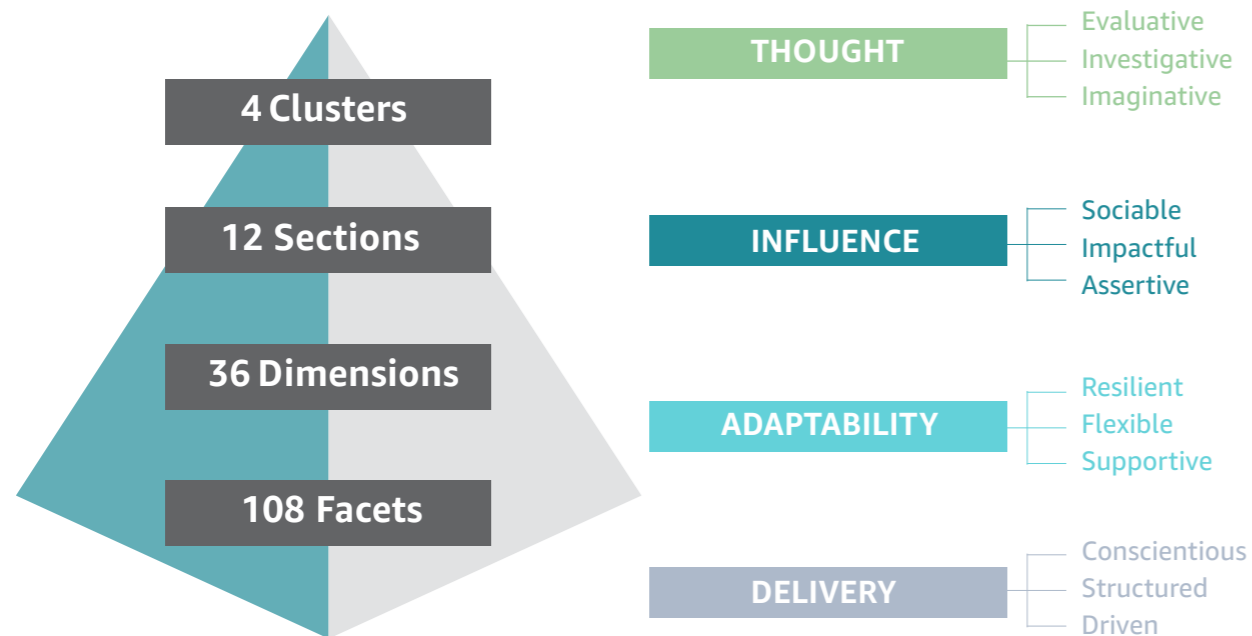 4 Clusters
12 Sections
36 Dimensions
108 Facets
THOUGHT
Evaluative
Investigative
Imaginative
INFLUENCE
Sociable
Impactful
Assertive
ADAPTABILITY
Resilient
Flexible
Supportive
DELIVERY
Conscientious
Structured
Driven